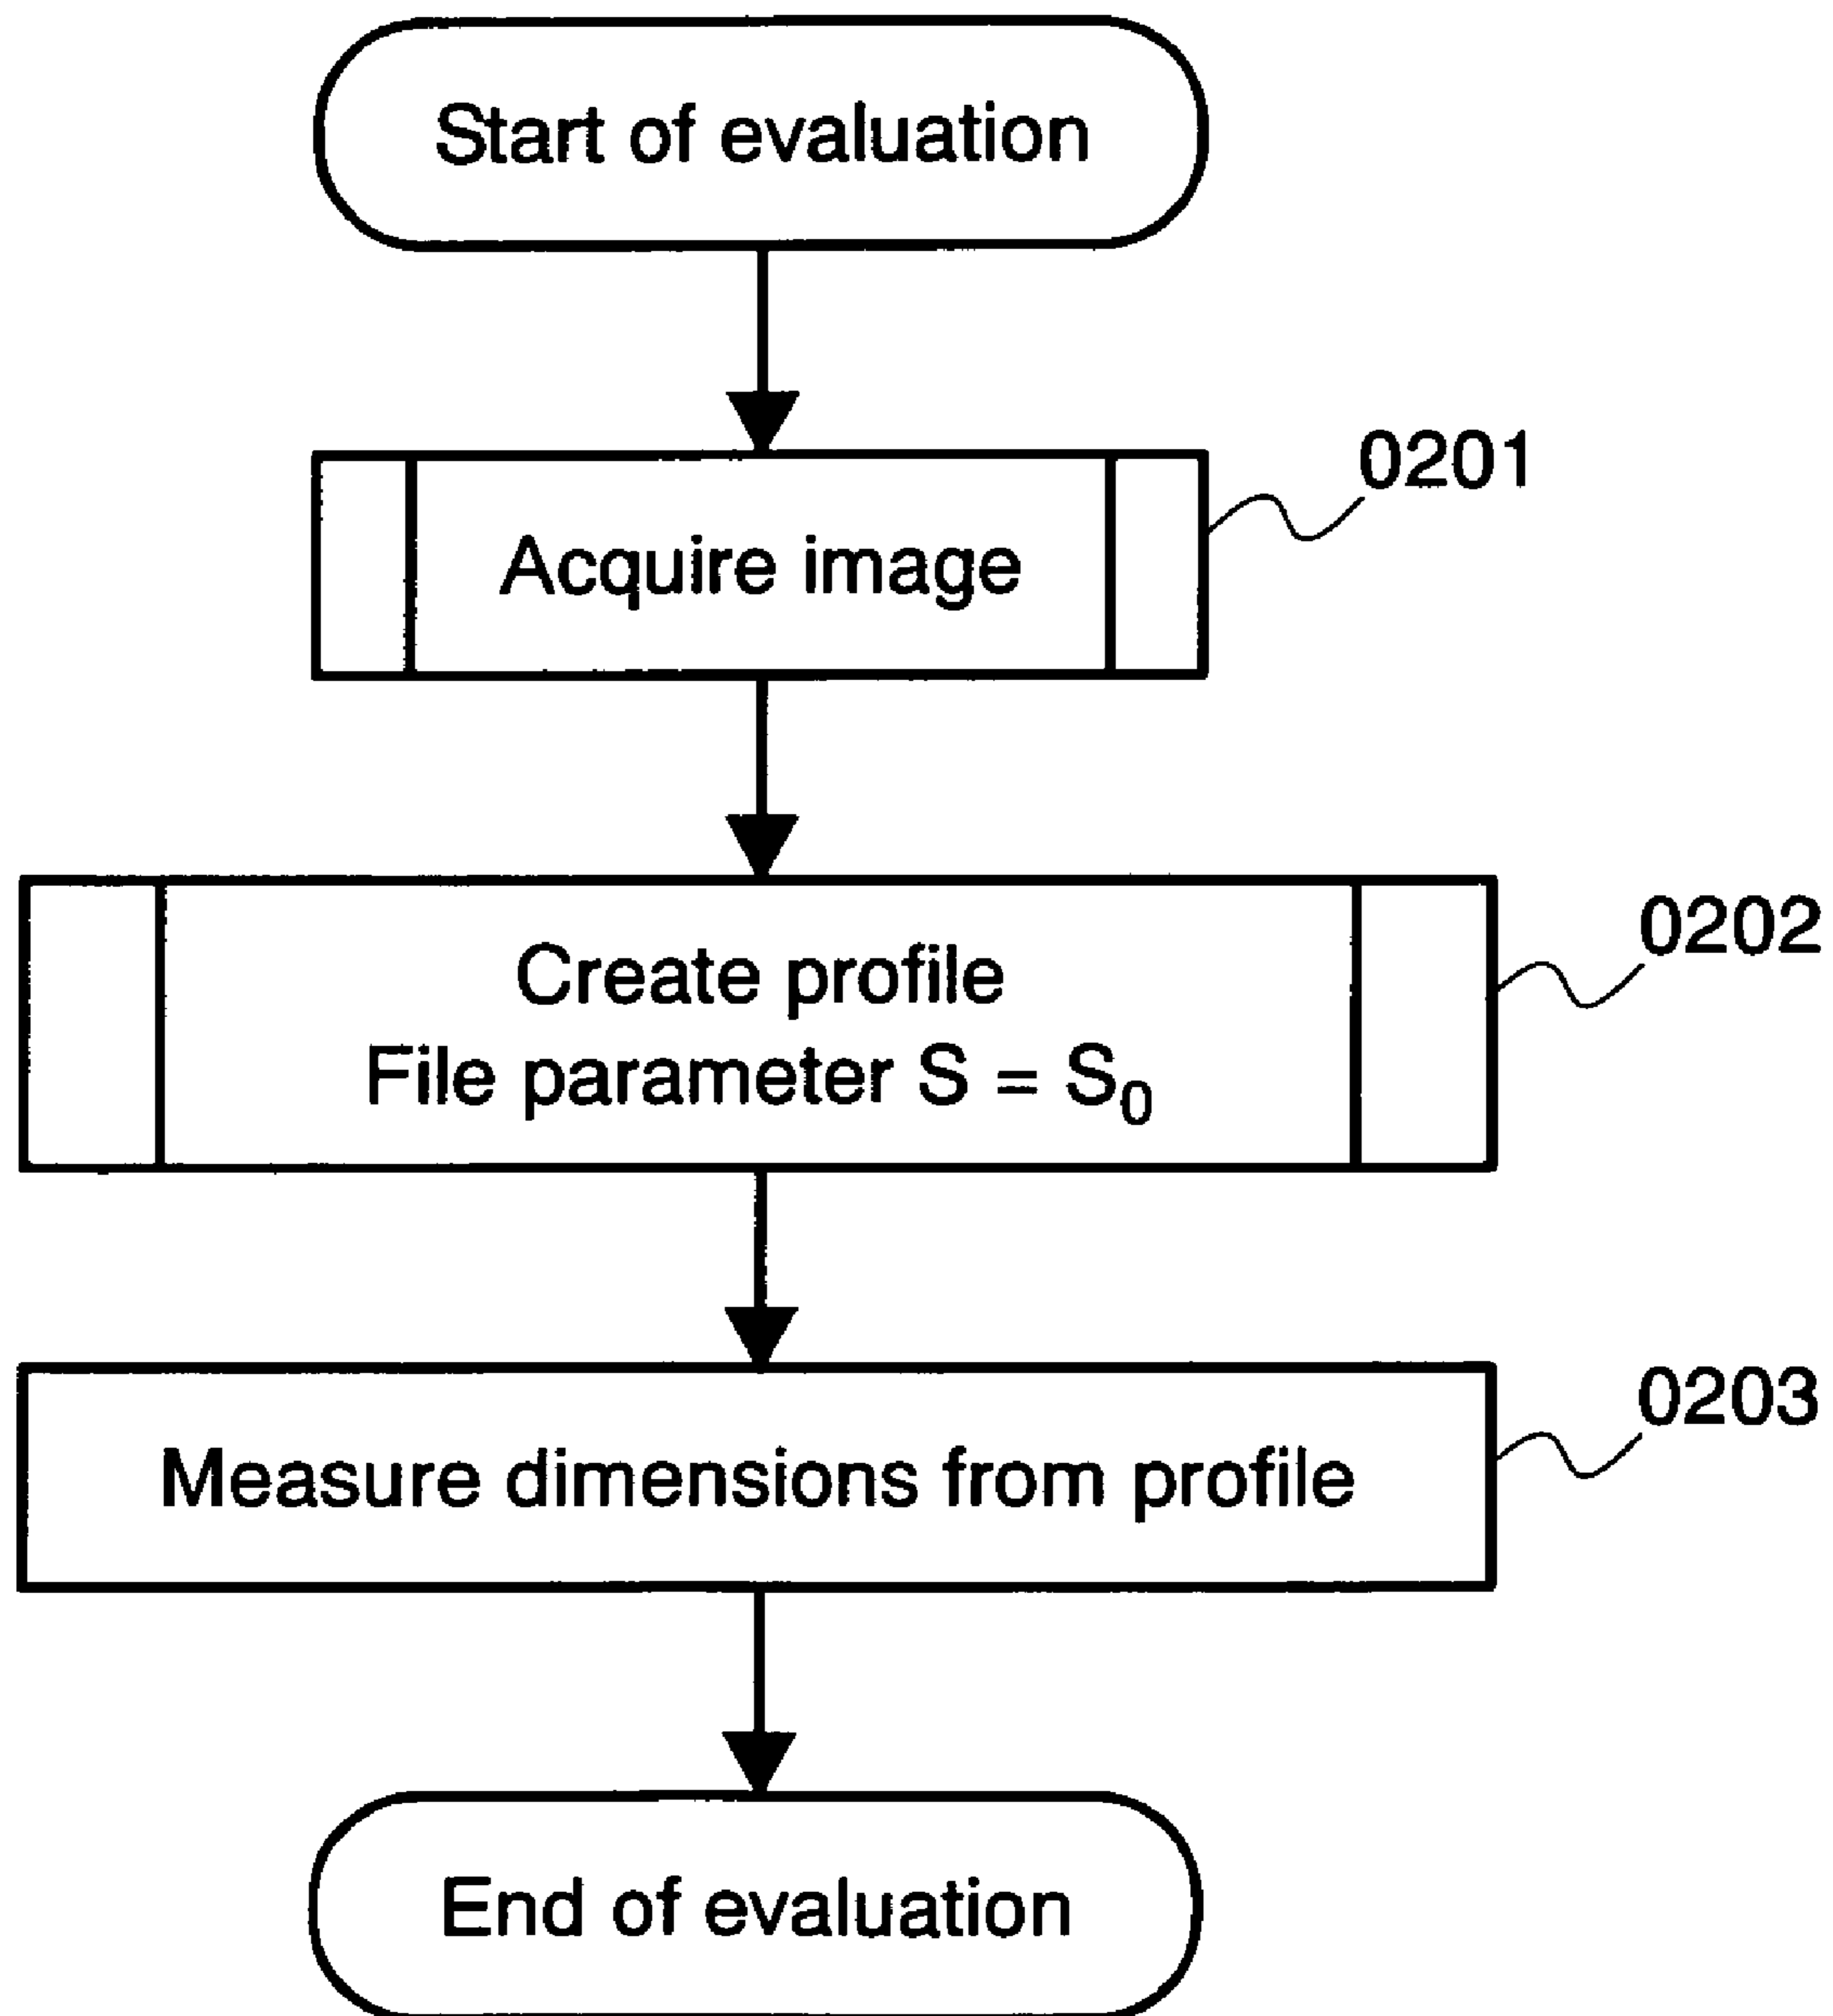 Start of evaluation
0201
Acquire image
0202
Create profile
File parameter S = S₀
0203
Measure dimensions from profile
End of evaluation